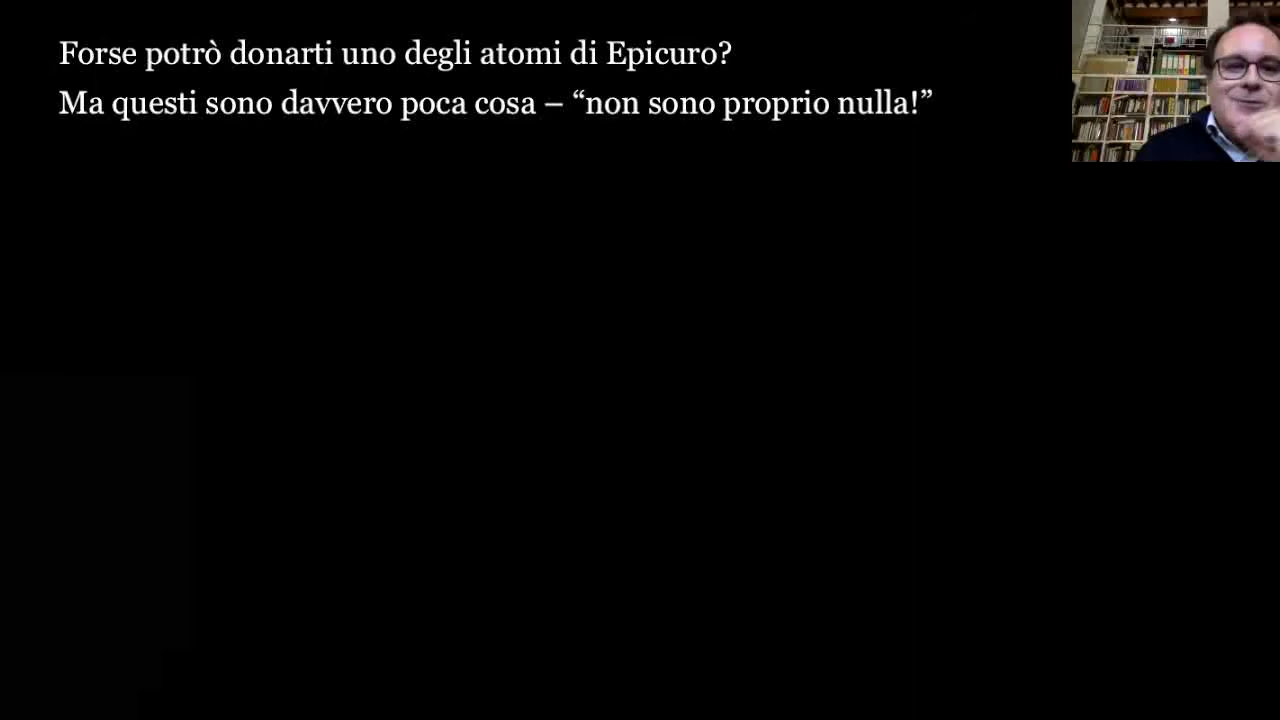 Forse potrò donarti uno degli atomi di Epicuro?
Ma questi sono davvero poca cosa – “non sono proprio nulla!”